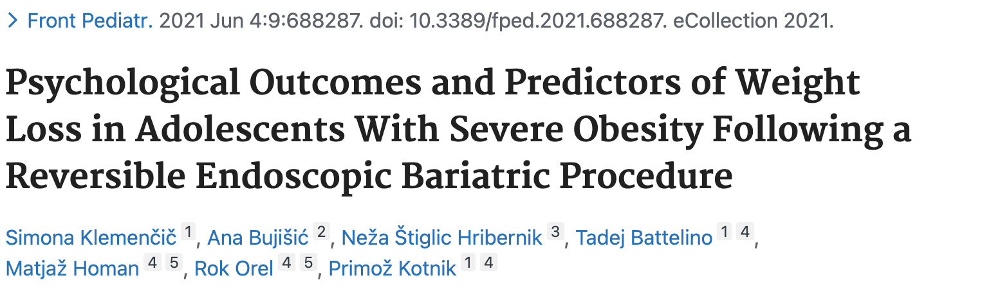 > Front Pediatr. 2021 Jun 4:9:688287. doi: 10.3389/fped.2021.688287. eCollection 2021.
Psychological Outcomes and Predictors of Weight
Loss in Adolescents With Severe Obesity Following a
Reversible Endoscopic Bariatric Procedure
Simona Klemenčič 1, Ana Bujišić 2, Neža Štiglic Hribernik 3, Tadej Battelino 1 4,
Matjaž Homan 4 5, Rok Orel 4 5, Primož Kotnik 1 4